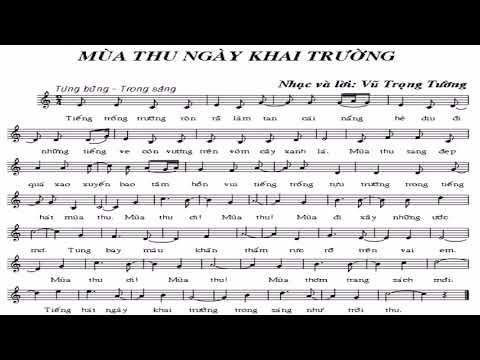 MÙA THU NGÀY KHAI TRƯỜNG
Tưng bừng - Trong sáng
Nhạc và lời: Vũ Trọng Tường
Tiếng trống trường rộn rã làm tan cái nắng hè dịu đi
những tiếng ve còn vương trên vòm cây xanh lá. Mùa thu sang đẹp
quá xao xuyến bao tâm hồn vui tiếng trống tựu trường trong tiếng
hát mùa thu. Mùa thu ơi! Mùa thu! Mùa đi xây những ước
mơ. Tung bay màu khăn thắm rực rỡ trên vai em.
Mùa thu ơi! Mùa thu! Mùa thơm trang sách mới.
Tiếng hát ngày khai trường trong sáng như trời thu.